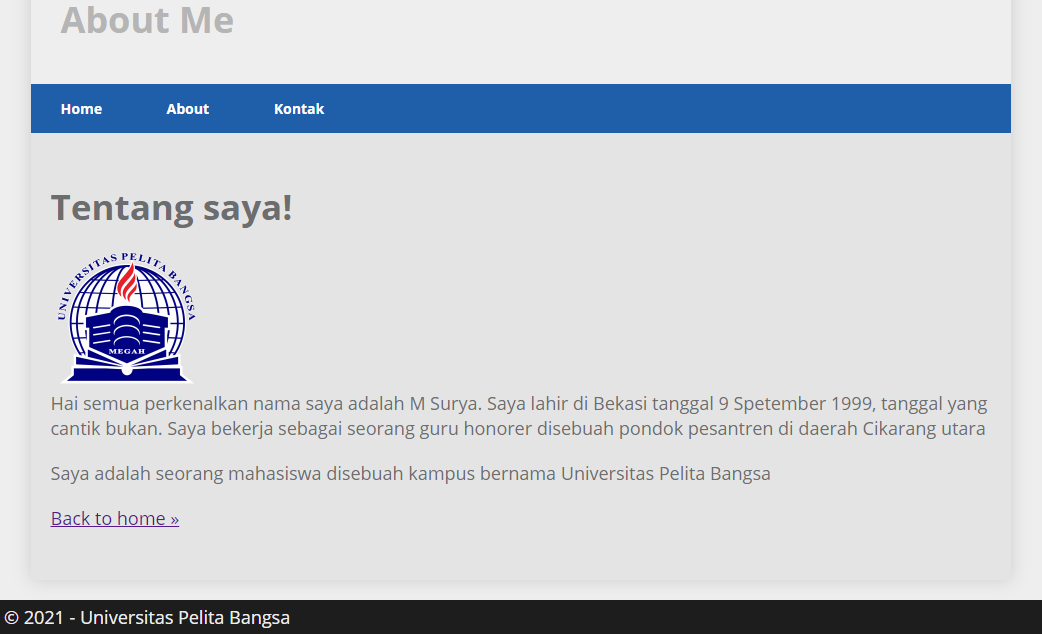 About Me
Home About Kontak
Tentang saya!
UNIVERSITAS PELITA BANGSA
MEGAH
Hai semua perkenalkan nama saya adalah M Surya. Saya lahir di Bekasi tanggal 9 Spetember 1999, tanggal yang
cantik bukan. Saya bekerja sebagai seorang guru honorer disebuah pondok pesantren di daerah Cikarang utara
Saya adalah seorang mahasiswa disebuah kampus bernama Universitas Pelita Bangsa
Back to home »
© 2021 - Universitas Pelita Bangsa